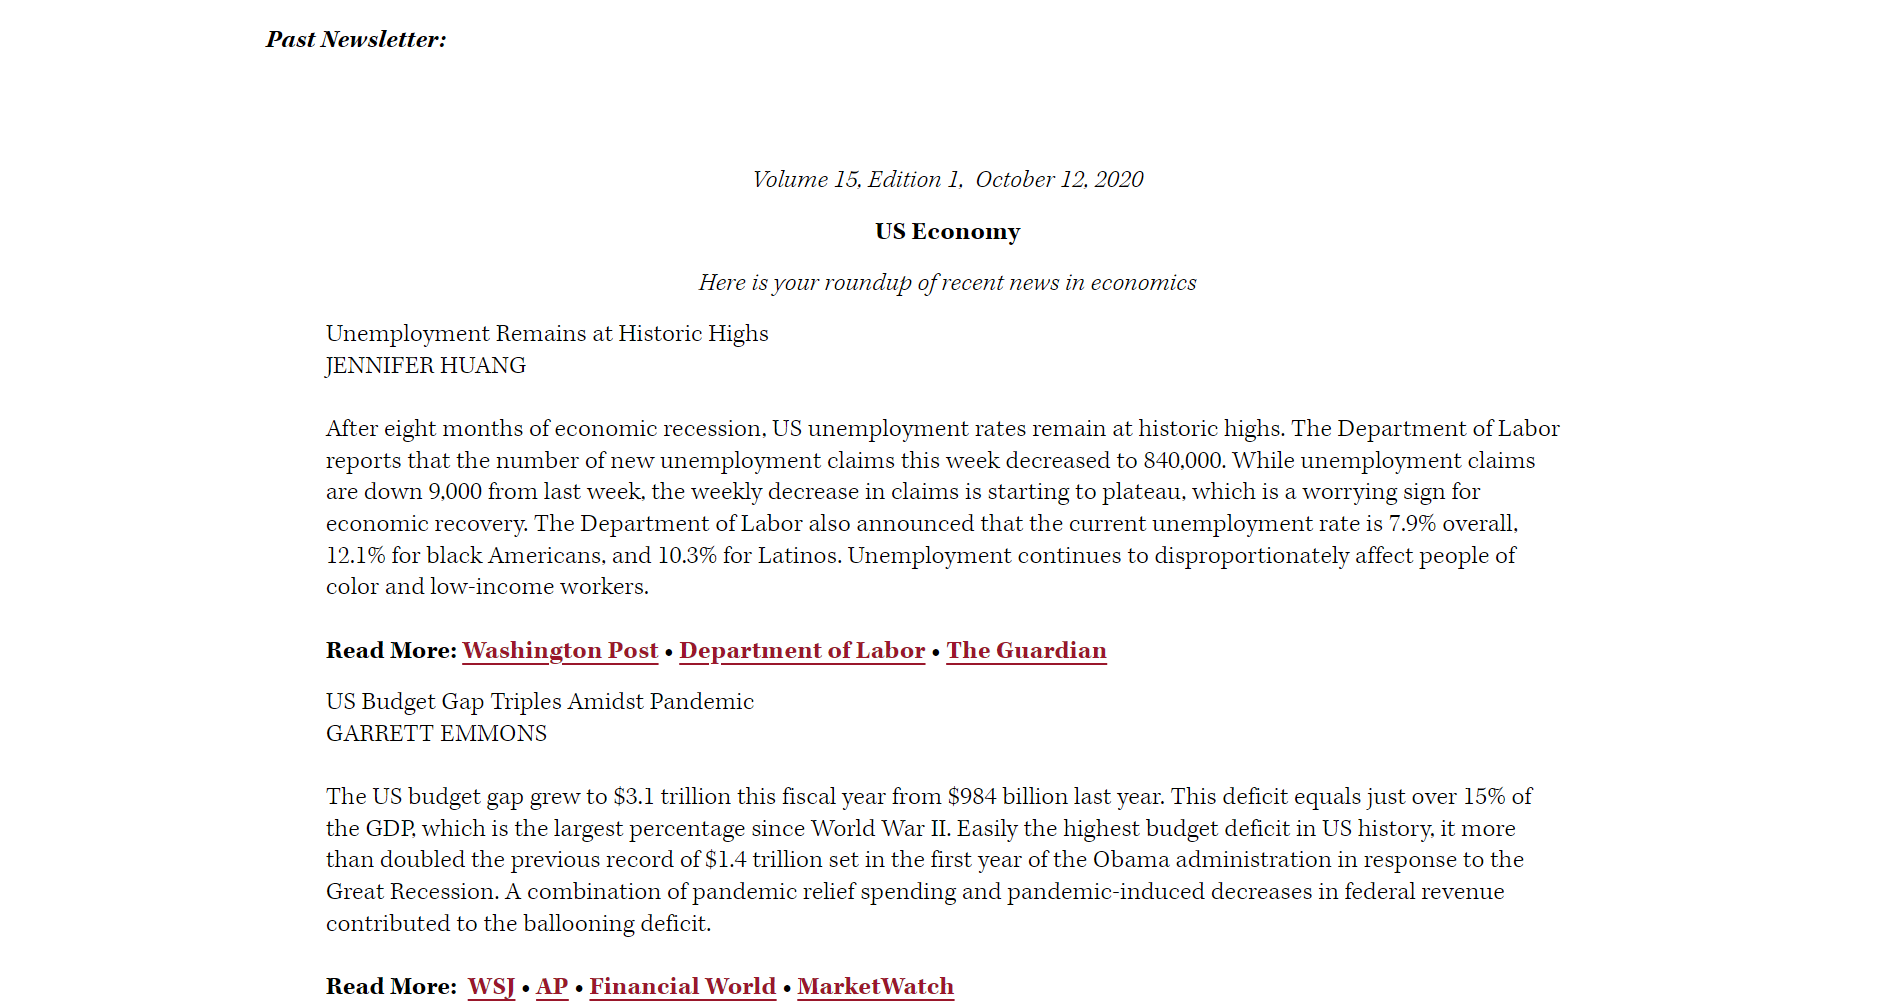 Past Newsletter:
Volume 15, Edition 1,  October 12, 2020
US Economy
Here is your roundup of recent news in economics
Unemployment Remains at Historic Highs
JENNIFER HUANG
After eight months of economic recession, US unemployment rates remain at historic highs. The Department of Labor
reports that the number of new unemployment claims this week decreased to 840,000. While unemployment claims
are down 9,000 from last week, the weekly decrease in claims is starting to plateau, which is a worrying sign for
economic recovery. The Department of Labor also announced that the current unemployment rate is 7.9% overall,
12.1% for black Americans, and 10.3% for Latinos. Unemployment continues to disproportionately affect people of
color and low-income workers.
Read More: Washington Post • Department of Labor • The Guardian
US Budget Gap Triples Amidst Pandemic
GARRETT EMMONS
The US budget gap grew to $3.1 trillion this fiscal year from $984 billion last year. This deficit equals just over 15% of
the GDP, which is the largest percentage since World War II. Easily the highest budget deficit in US history, it more
than doubled the previous record of $1.4 trillion set in the first year of the Obama administration in response to the
Great Recession. A combination of pandemic relief spending and pandemic-induced decreases in federal revenue
contributed to the ballooning deficit.
Read More:  WSJ • AP • Financial World • MarketWatch